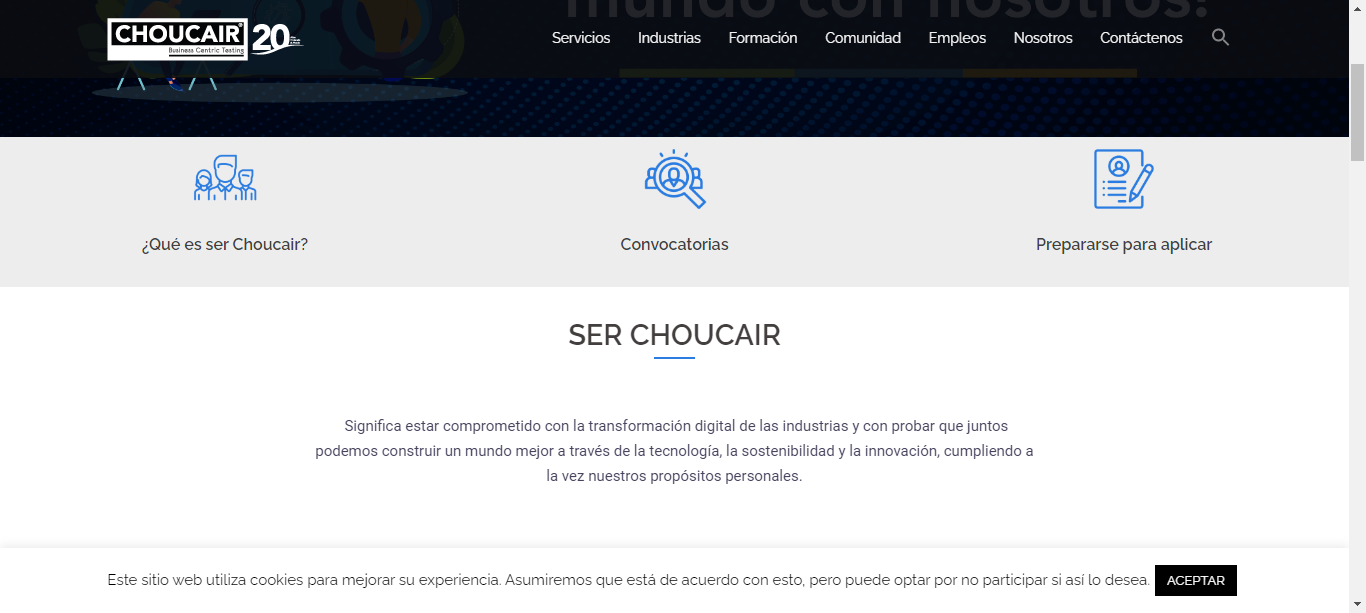 mundo con nosotros!
CHOUCAIR
Business Centric Testing
20
Servicios
Industrias
Formación
Comunidad
Empleos
Nosotros
Contáctenos
¿Qué es ser Choucair?
Convocatorias
Prepararse para aplicar
SER CHOUCAIR
Significa estar comprometido con la transformación digital de las industrias y con probar que juntos
podemos construir un mundo mejor a través de la tecnología, la sostenibilidad y la innovación, cumpliendo a
la vez nuestros propósitos personales.
Este sitio web utiliza cookies para mejorar su experiencia. Asumiremos que está de acuerdo con esto, pero puede optar por no participar si así lo desea.
ACEPTAR